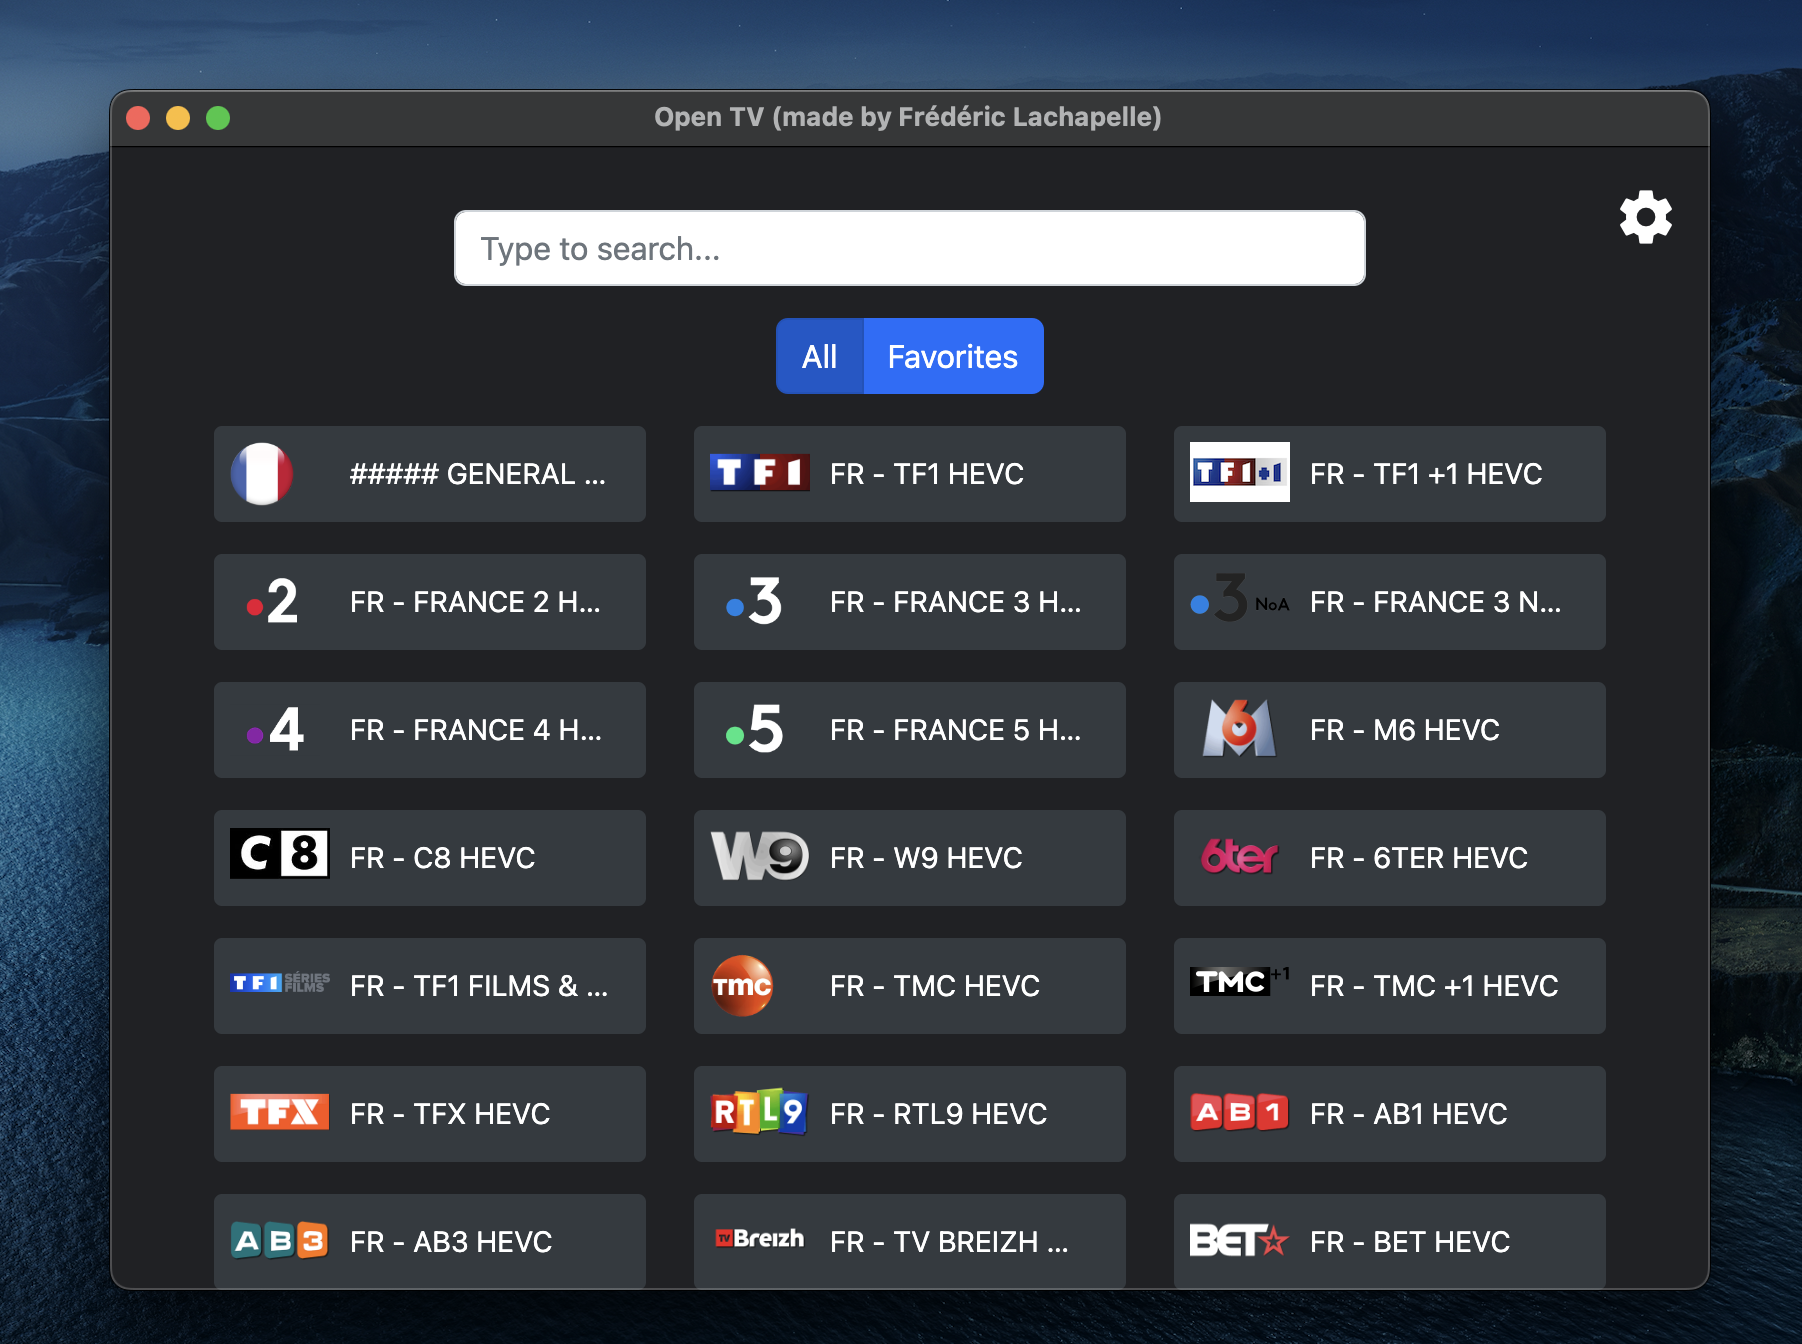 Open TV (made by Frédéric Lachapelle)
Type to search...
All Favorites
##### GENERAL ...
TF1 FR - TF1 HEVC
TF1+1 FR - TF1 +1 HEVC
2 FR - FRANCE 2 H...
3 FR - FRANCE 3 H...
3 NoA FR - FRANCE 3 N...
4 FR - FRANCE 4 H...
5 FR - FRANCE 5 H...
M6 FR - M6 HEVC
C8 FR - C8 HEVC
W9 FR - W9 HEVC
6ter FR - 6TER HEVC
TF1 SÉRIES FILMS FR - TF1 FILMS & ...
TMC FR - TMC HEVC
TMC+1 FR - TMC +1 HEVC
TFX FR - TFX HEVC
RTL9 FR - RTL9 HEVC
AB1 FR - AB1 HEVC
AB3 FR - AB3 HEVC
TV Breizh FR - TV BREIZH ...
BET FR - BET HEVC